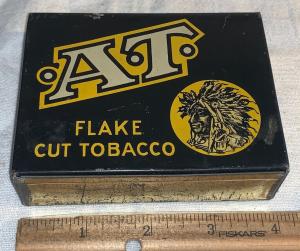 ·A·T·
FLAKE
CUT TOBACCO
1 2 3 4
FISKARS